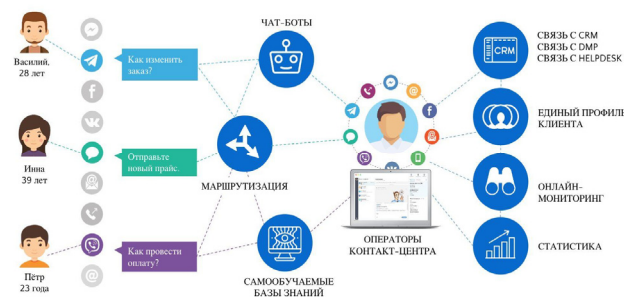 ЧАТ-БОТЫ
Василий,
28 лет
Как изменить
заказ?
Инна
39 лет
Отправьте
новый прайс.
Пётр
23 года
Как провести
оплату?
МАРШРУТИЗАЦИЯ
САМООБУЧАЕМЫЕ
БАЗЫ ЗНАНИЙ
ОПЕРАТОРЫ
КОНТАКТ-ЦЕНТРА
CRM
СВЯЗЬ С CRM
СВЯЗЬ С DMP
СВЯЗЬ С HELPDESK
ЕДИНЫЙ ПРОФИЛЬ
КЛИЕНТА
ОНЛАЙН-
МОНИТОРИНГ
СТАТИСТИКА